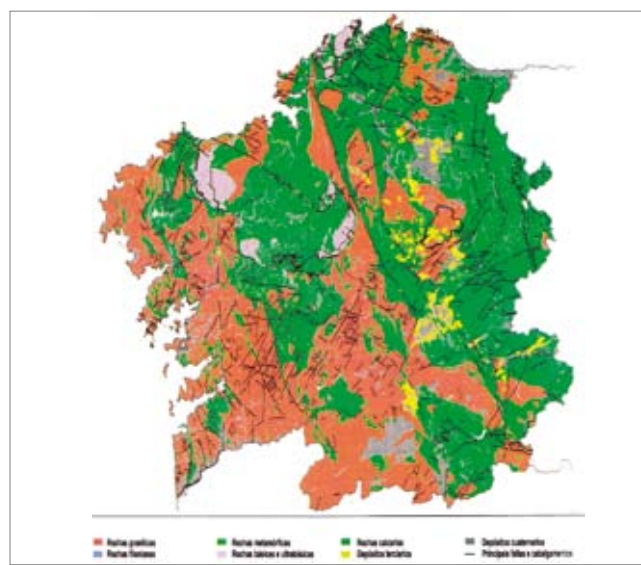 Rochas graníticas
Rochas metamórficas
Rochas calcarias
Depósitos cuaternarios
Rochas filonianas
Rochas básicas e ultrabásicas
Depósitos terciarios
Principais fallas e cabalgamentos